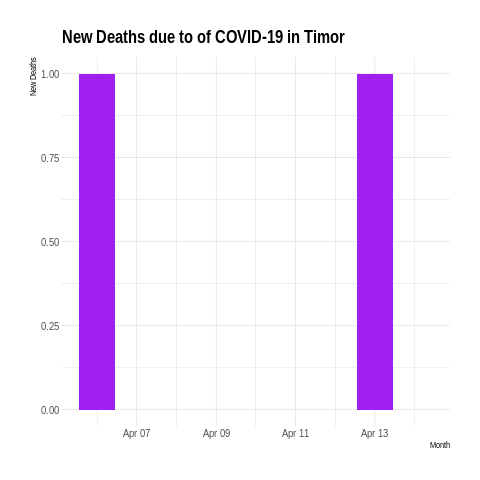 New Deaths due to of COVID-19 in Timor
New Deaths
1.00
0.75
0.50
0.25
0.00
Apr 07 Apr 09 Apr 11 Apr 13
Month